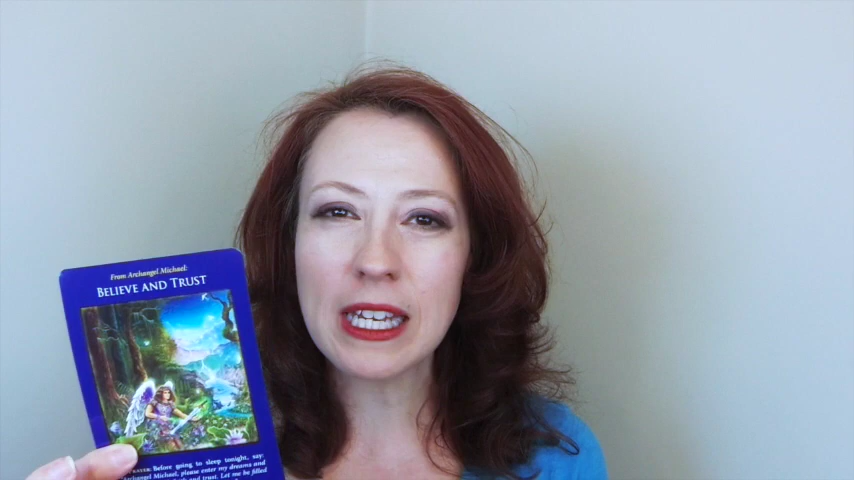 From Archangel Michael:
BELIEVE AND TRUST
Before going to sleep tonight, say:
Archangel Michael, please enter my dreams and
and trust. Let me be filled